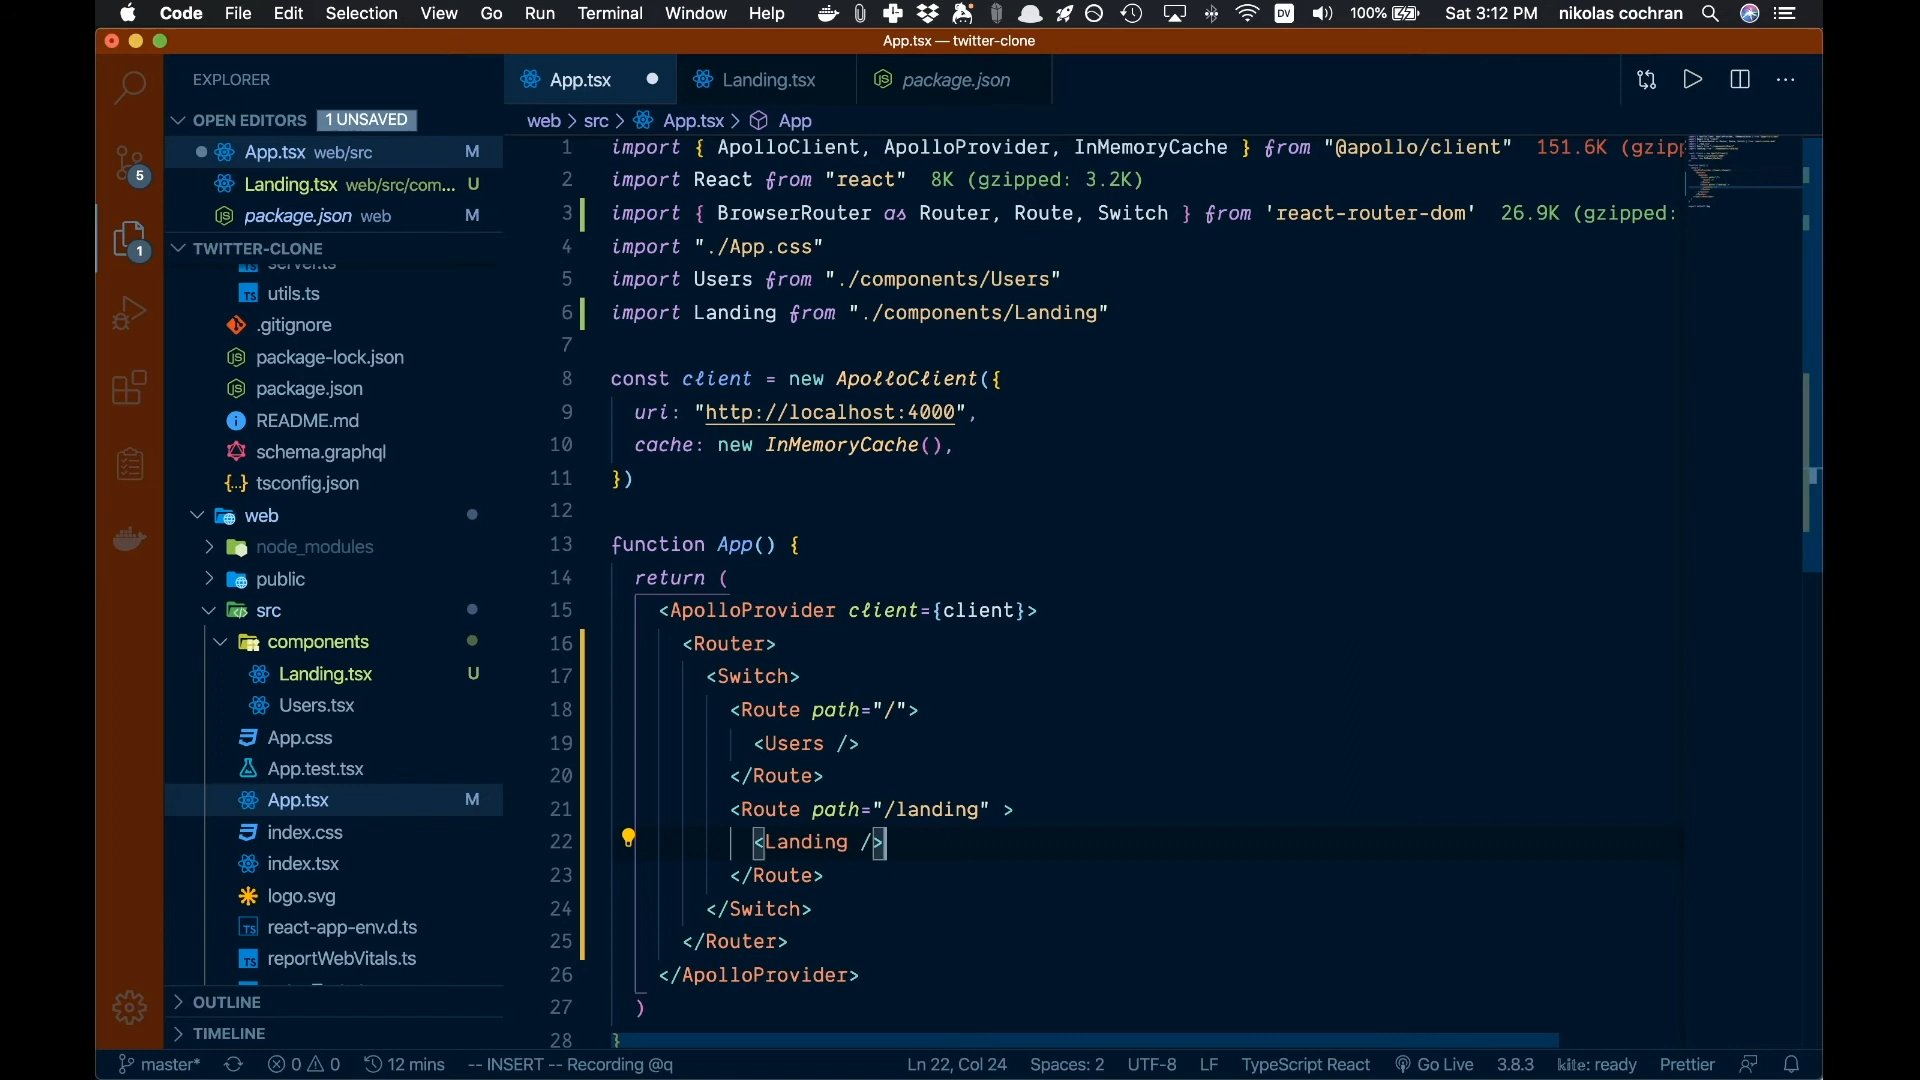 Code File Edit Selection View Go Run Terminal Window Help DV 100% Sat 3:12 PM nikolas cochran
App.tsx — twitter-clone
EXPLORER
OPEN EDITORS 1 UNSAVED
App.tsx web/src M
Landing.tsx web/src/com... U
package.json web M
TWITTER-CLONE
server.ts
utils.ts
.gitignore
package-lock.json
package.json
README.md
schema.graphql
tsconfig.json
web
node_modules
public
src
components
Landing.tsx U
Users.tsx
App.css
App.test.tsx
App.tsx M
index.css
index.tsx
logo.svg
react-app-env.d.ts
reportWebVitals.ts
OUTLINE
TIMELINE
5
1
App.tsx Landing.tsx package.json
web > src > App.tsx > App
1 import { ApolloClient, ApolloProvider, InMemoryCache } from "@apollo/client" 151.6K (gzipp
2 import React from "react" 8K (gzipped: 3.2K)
3 import { BrowserRouter as Router, Route, Switch } from 'react-router-dom' 26.9K (gzipped:
4 import "./App.css"
5 import Users from "./components/Users"
6 import Landing from "./components/Landing"
7
8 const client = new ApolloClient({
9 uri: "http://localhost:4000",
10 cache: new InMemoryCache(),
11 })
12
13 function App() {
14 return (
15 <ApolloProvider client={client}>
16 <Router>
17 <Switch>
18 <Route path="/">
19 <Users />
20 </Route>
21 <Route path="/landing" >
22 <Landing />
23 </Route>
24 </Switch>
25 </Router>
26 </ApolloProvider>
27 )
28 }
master* 0 0 12 mins -- INSERT -- Recording @q Ln 22, Col 24 Spaces: 2 UTF-8 LF TypeScript React Go Live 3.8.3 kite: ready Prettier